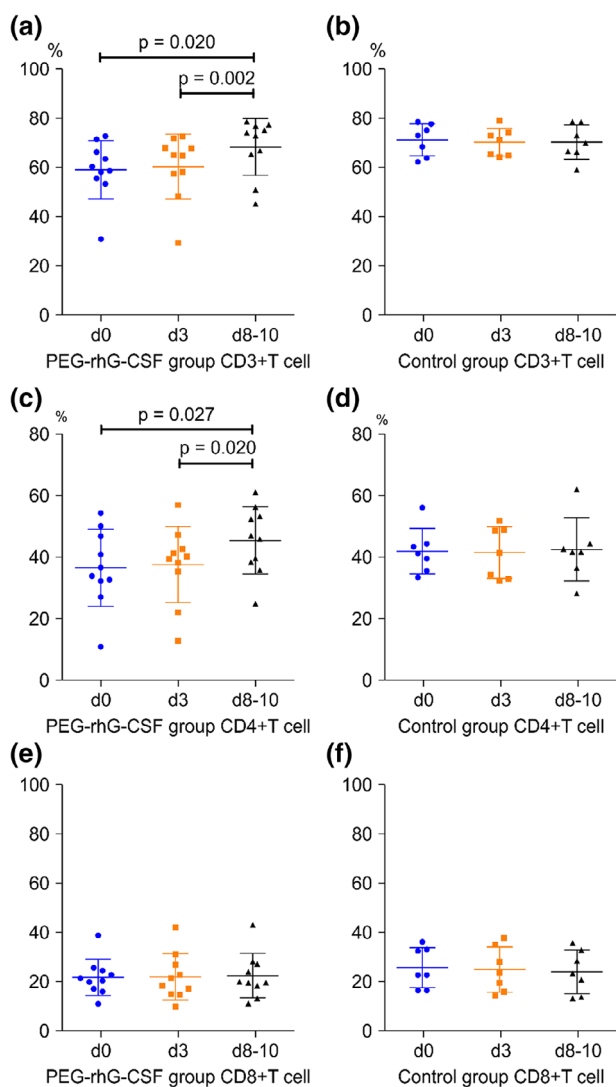 (a)
%
p = 0.020
p = 0.002
100
80
60
40
20
0
d0 d3 d8-10
PEG-rhG-CSF group CD3+T cell
(b)
%
100
80
60
40
20
0
d0 d3 d8-10
Control group CD3+T cell
(c)
%
p = 0.027
p = 0.020
80
60
40
20
0
d0 d3 d8-10
PEG-rhG-CSF group CD4+T cell
(d)
%
80
60
40
20
0
d0 d3 d8-10
Control group CD4+T cell
(e)
100
80
60
40
20
0
d0 d3 d8-10
PEG-rhG-CSF group CD8+T cell
(f)
100
80
60
40
20
0
d0 d3 d8-10
Control group CD8+T cell